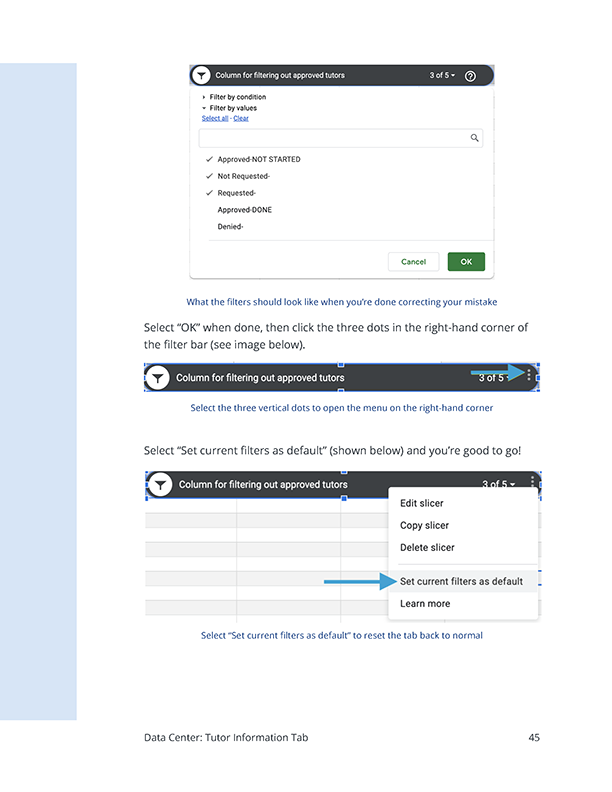 Column for filtering out approved tutors 3 of 5
Filter by condition
Filter by values
Select all - Clear
Approved-NOT STARTED
Not Requested-
Requested-
Approved-DONE
Denied-
Cancel OK
What the filters should look like when you’re done correcting your mistake
Select “OK” when done, then click the three dots in the right-hand corner of
the filter bar (see image below).
Column for filtering out approved tutors 3 of 5
Select the three vertical dots to open the menu on the right-hand corner
Select “Set current filters as default” (shown below) and you’re good to go!
Column for filtering out approved tutors 3 of 5
Edit slicer
Copy slicer
Delete slicer
Set current filters as default
Learn more
Select “Set current filters as default” to reset the tab back to normal
Data Center: Tutor Information Tab 45